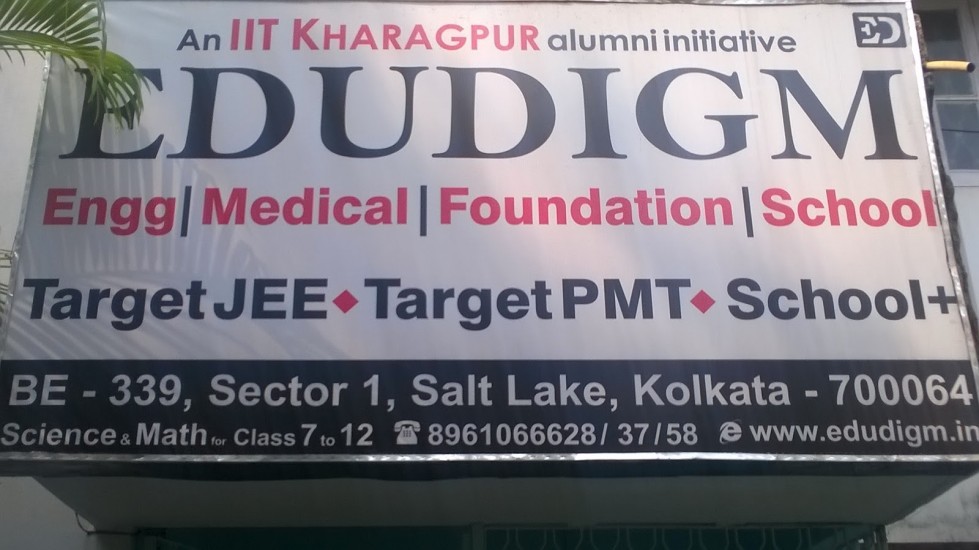 An IIT KHARAGPUR alumni initiative
ED
EDUDIGM
Engg|Medical|Foundation|School
Target JEE◆Target PMT◆School+
BE - 339, Sector 1, Salt Lake, Kolkata - 700064
Science & Math for Class 7 to 12 ☎ 8961066628/ 37/58 www.edudigm.in